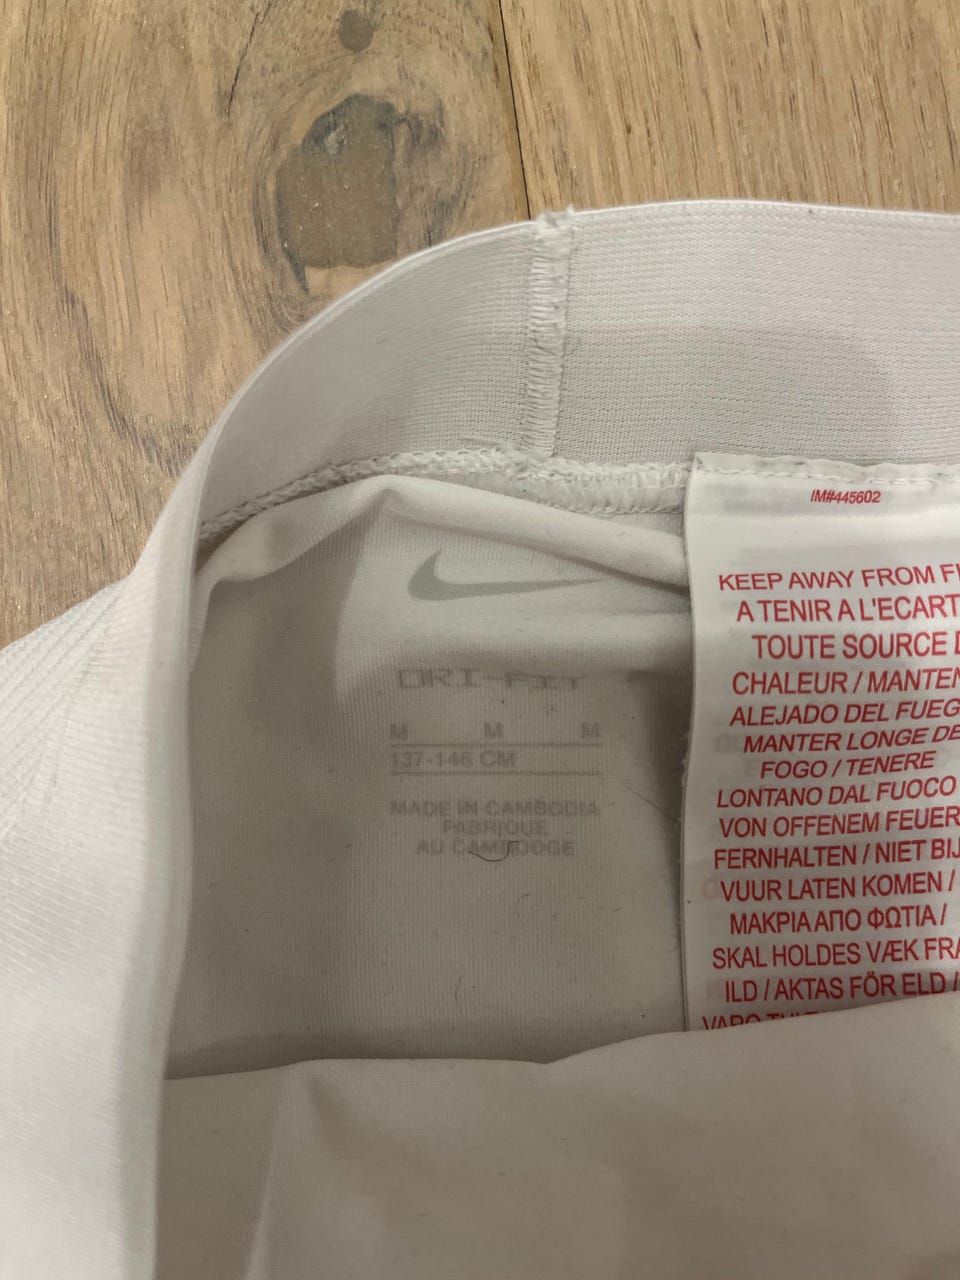 DRI-FIT
M M M
137-146 CM
MADE IN CAMBODIA
FABRIQUE
AU CAMBODGE
IM#445602
KEEP AWAY FROM FI
A TENIR A L'ECART
TOUTE SOURCE D
CHALEUR / MANTEN
ALEJADO DEL FUEG
MANTER LONGE DE
FOGO / TENERE
LONTANO DAL FUOCO
VON OFFENEM FEUER
FERNHALTEN / NIET BIJ
VUUR LATEN KOMEN /
ΜΑΚΡΙΑ ΑΠΟ ΦΩΤΙΑ /
SKAL HOLDES VÆK FRA
ILD / AKTAS FÖR ELD /